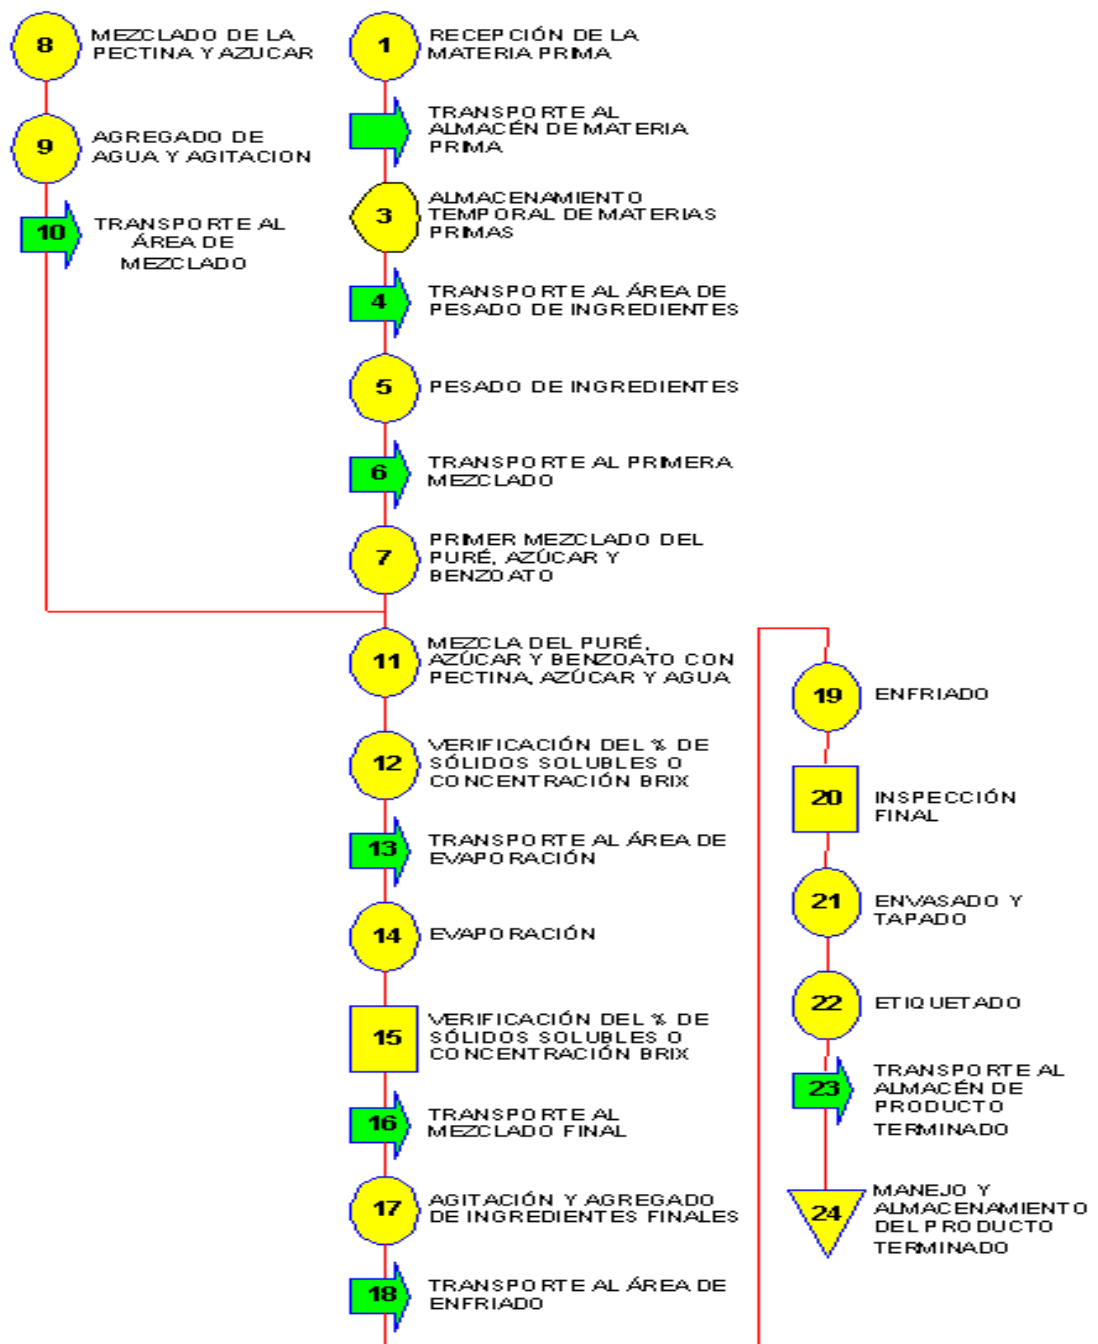 8
MEZCLADO DE LA
PECTINA Y AZUCAR
9
AGREGADO DE
AGUA Y AGITACION
10
TRANSPORTE AL
ÁREA DE
MEZCLADO
1
RECEPCIÓN DE LA
MATERIA PRIMA
TRANSPORTE AL
ALMACÉN DE MATERIA
PRIMA
3
ALMACENAMIENTO
TEMPORAL DE MATERIAS
PRIMAS
4
TRANSPORTE AL ÁREA DE
PESADO DE INGREDIENTES
5
PESADO DE INGREDIENTES
6
TRANSPORTE AL PRIMERA
MEZCLADO
7
PRIMER MEZCLADO DEL
PURÉ, AZÚCAR Y
BENZOATO
11
MEZCLA DEL PURÉ,
AZÚCAR Y BENZOATO CON
PECTINA, AZÚCAR Y AGUA
12
VERIFICACIÓN DEL % DE
SÓLIDOS SOLUBLES O
CONCENTRACIÓN BRIX
13
TRANSPORTE AL ÁREA DE
EVAPORACIÓN
14
EVAPORACIÓN
15
VERIFICACIÓN DEL % DE
SÓLIDOS SOLUBLES O
CONCENTRACIÓN BRIX
16
TRANSPORTE AL
MEZCLADO FINAL
17
AGITACIÓN Y AGREGADO
DE INGREDIENTES FINALES
18
TRANSPORTE AL ÁREA DE
ENFRIADO
19
ENFRIADO
20
INSPECCIÓN
FINAL
21
ENVASADO Y
TAPADO
22
ETIQUETADO
23
TRANSPORTE AL
ALMACÉN DE
PRODUCTO
TERMINADO
24
MANEJO Y
ALMACENAMIENTO
DEL PRODUCTO
TERMINADO